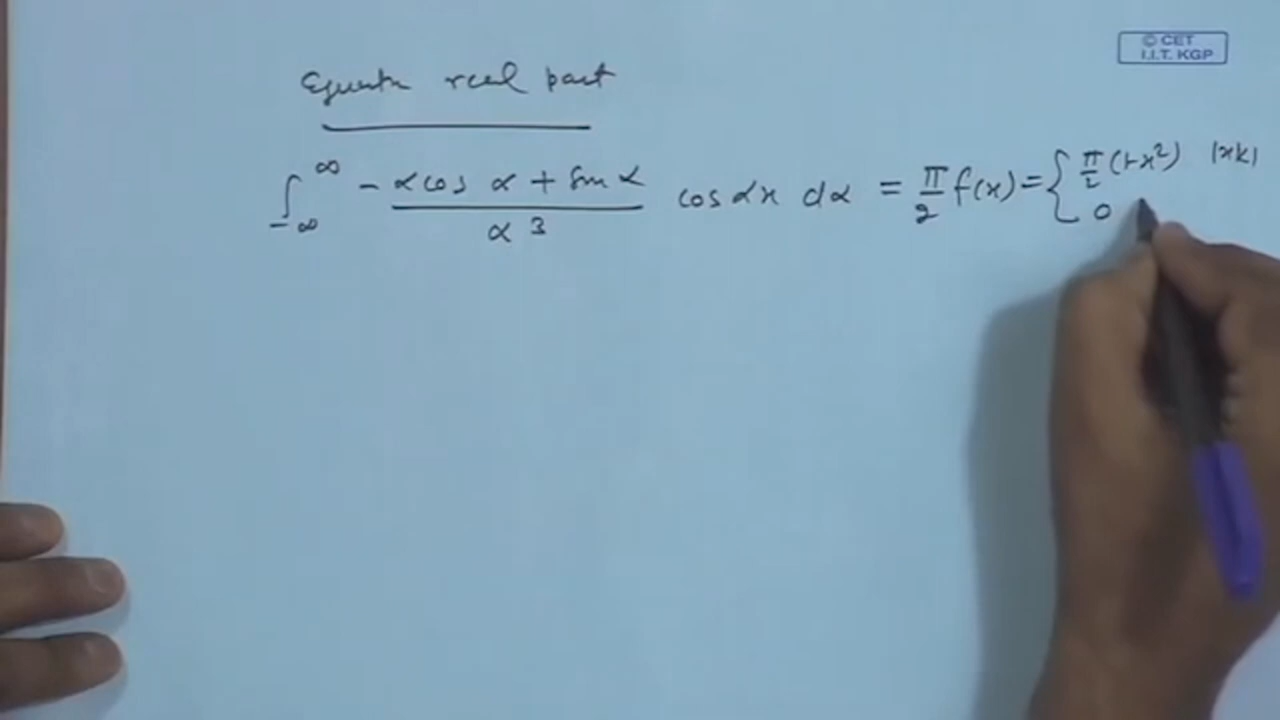 © CET
I.I.T. KGP
Equate real part
∫_{-∞}^{∞} (-α cos α + sin α)/α³ cos αx dα = π/2 f(x) = { π/2 (1-x²) |x|<1
0